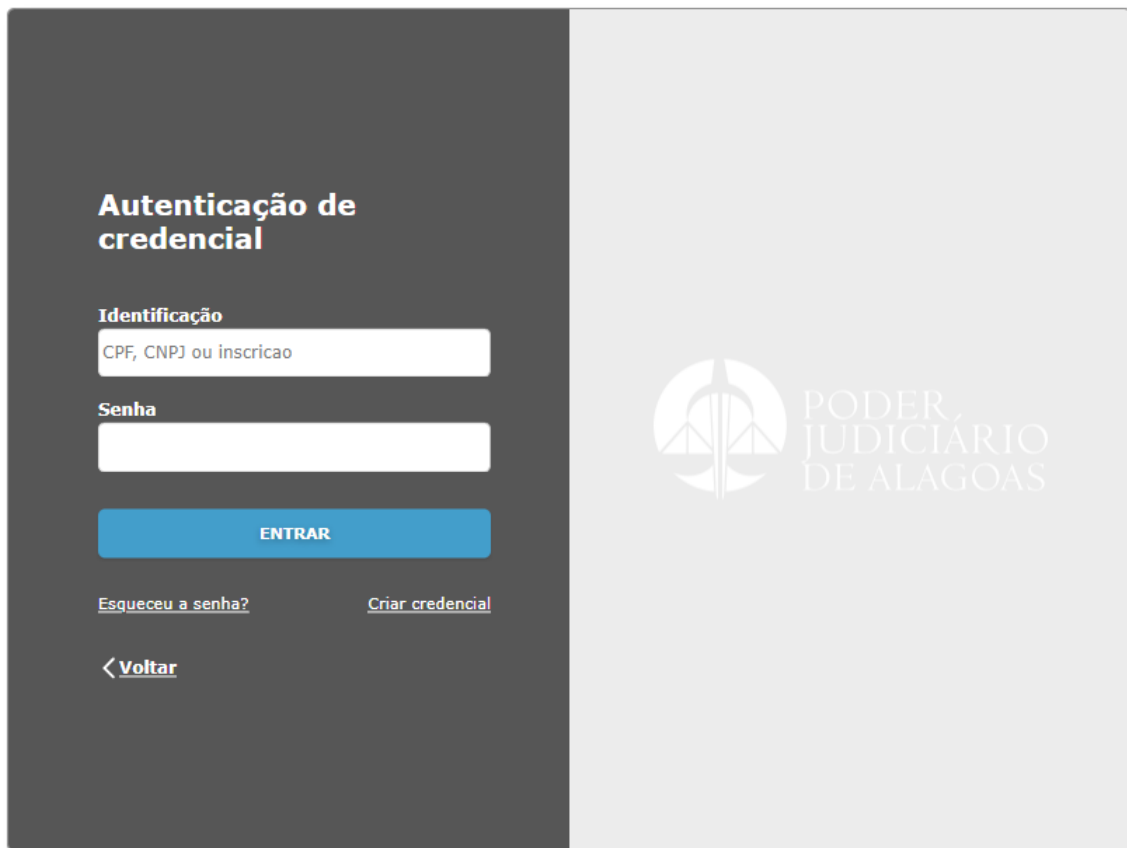 Autenticação de
credencial
Identificação
CPF, CNPJ ou inscricao
Senha
ENTRAR
Esqueceu a senha?
Criar credencial
Voltar
PODER
JUDICIÁRIO
DE ALAGOAS